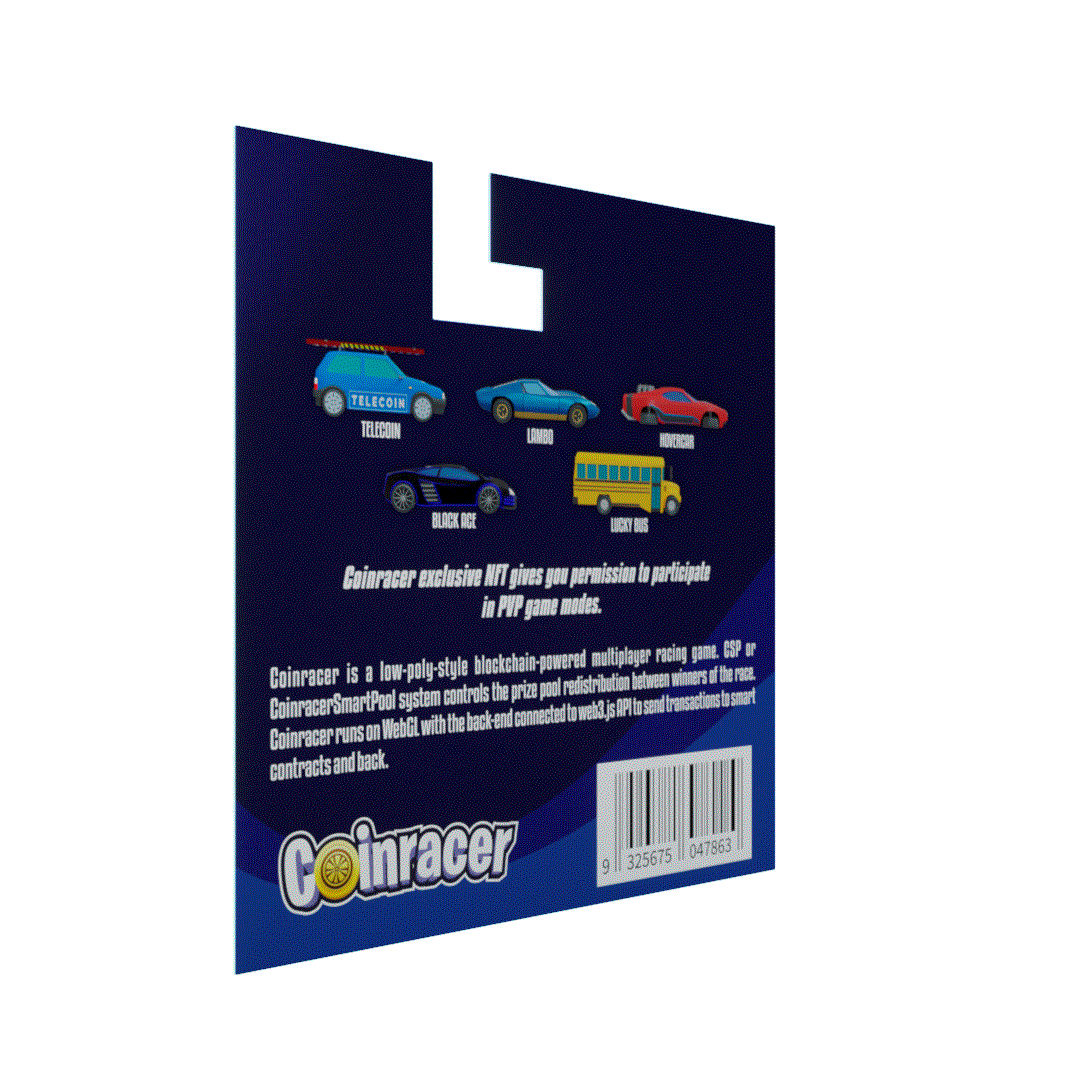 TELECOIN
TELECOIN
LAMBO
HOVERCAR
BLACK ACE
LUCKY BUS
Coinracer exclusive NFT gives you permission to participate
in PVP game modes.
Coinracer is a low-poly-style blockchain-powered multiplayer racing game. CSP or
CoinracerSmartPool system controls the prize pool redistribution between winners of the race.
Coinracer runs on WebGL with the back-end connected to web3.js API to send transactions to smart
contracts and back.
Coinracer
9 325675 047863